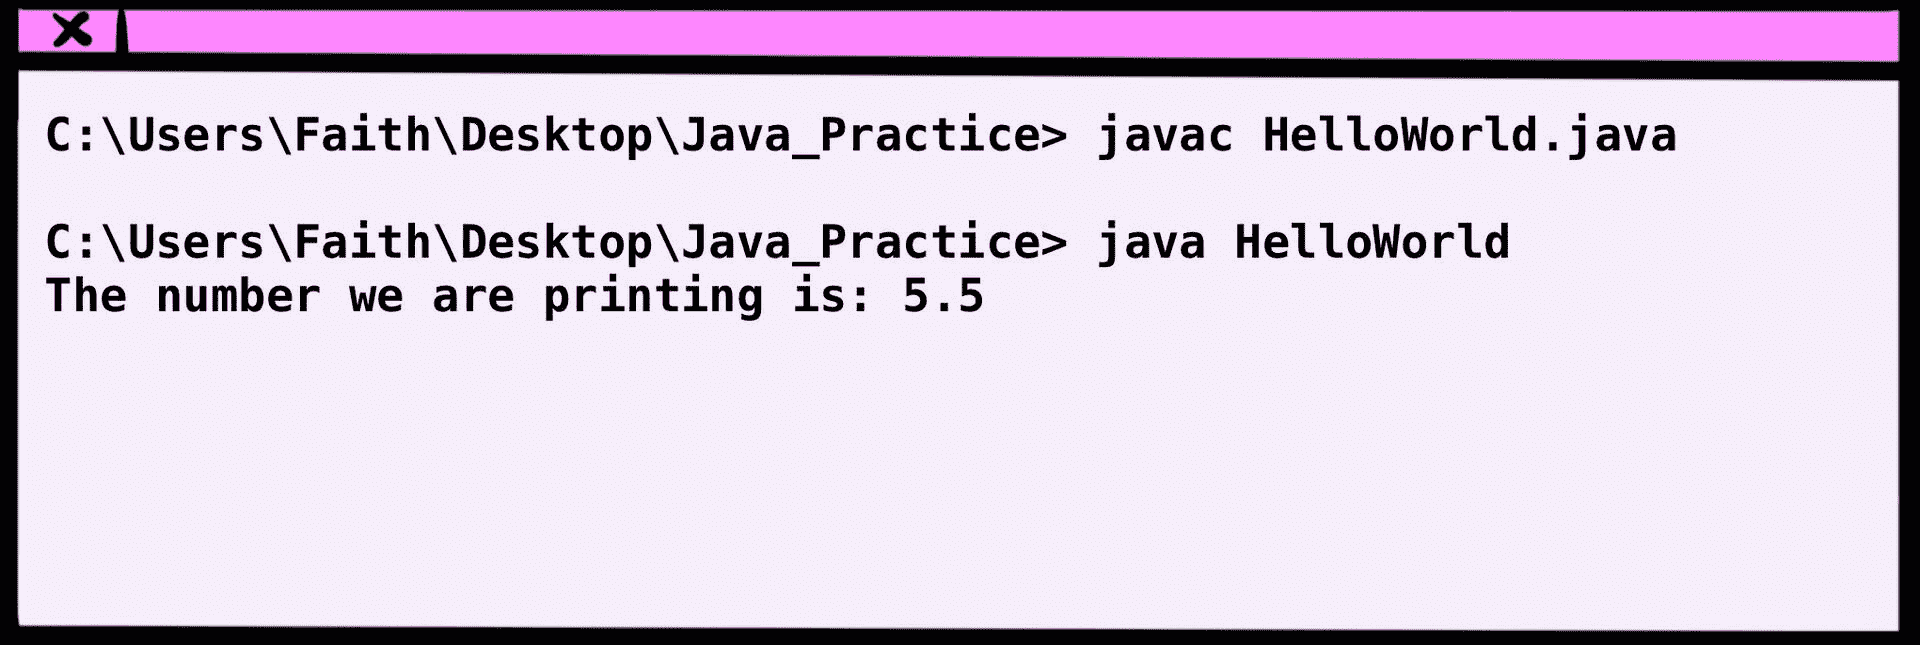 C:\Users\Faith\Desktop\Java_Practice> javac HelloWorld.java
C:\Users\Faith\Desktop\Java_Practice> java HelloWorld
The number we are printing is: 5.5